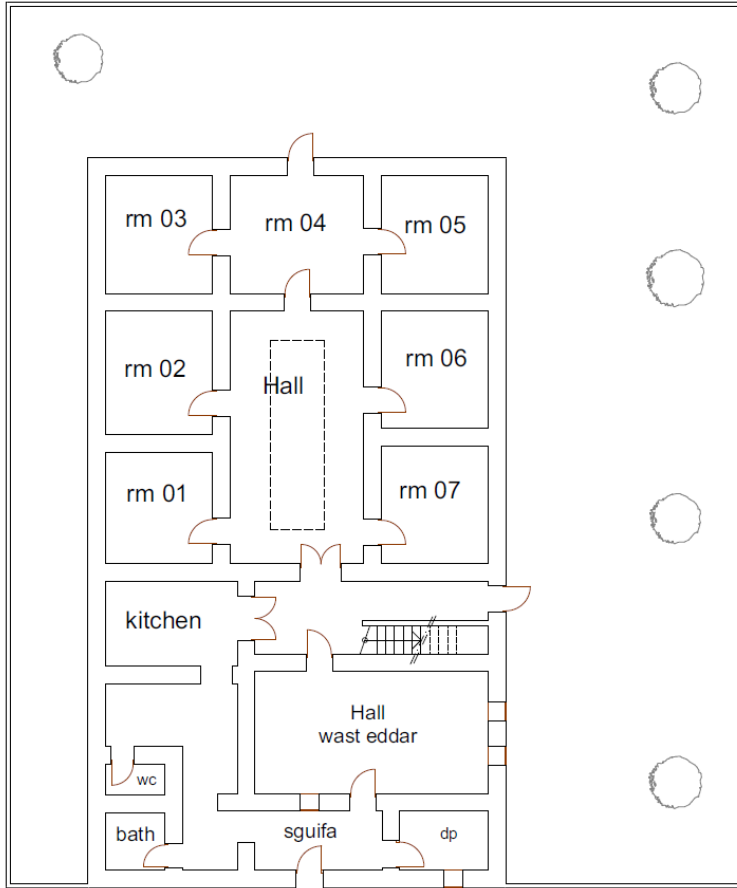 rm 03
rm 04
rm 05
rm 02
Hall
rm 06
rm 01
rm 07
kitchen
Hall
wast eddar
wc
bath
sguifa
dp